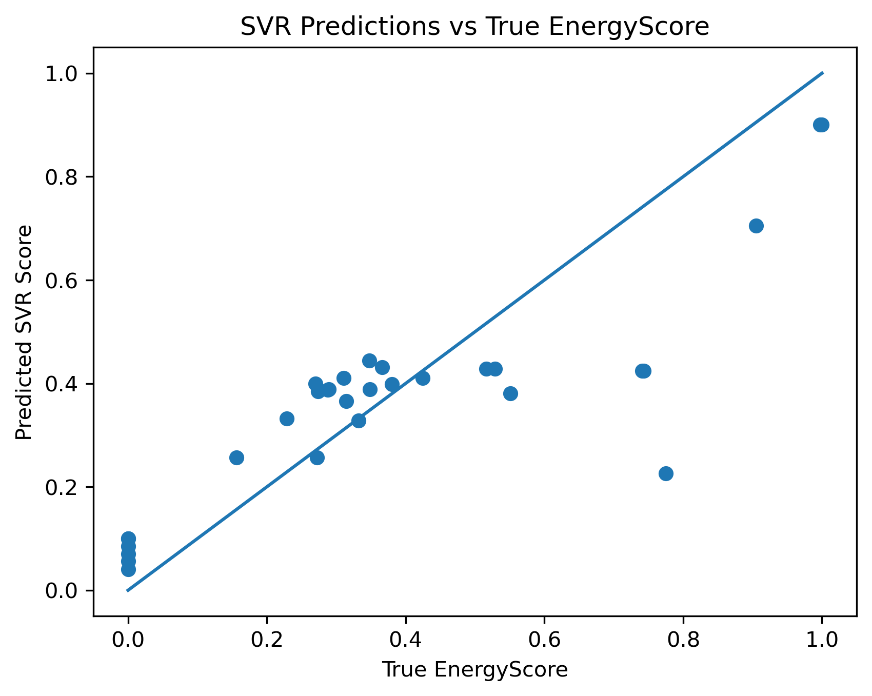 SVR Predictions vs True EnergyScore
1.0
0.8
0.6
0.4
0.2
0.0
Predicted SVR Score
0.0 0.2 0.4 0.6 0.8 1.0
True EnergyScore